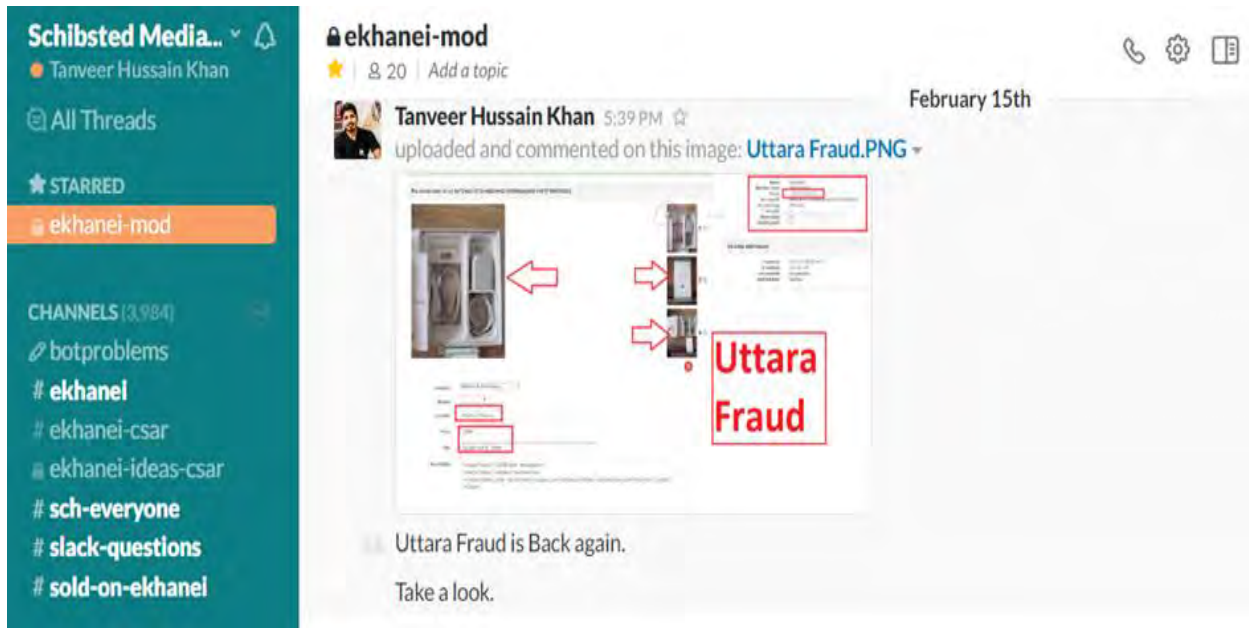 Schibsted Media...
Tanveer Hussain Khan
All Threads
STARRED
ekhanei-mod
CHANNELS (3,984)
botproblems
# ekhanei
# ekhanei-csar
ekhanei-ideas-csar
# sch-everyone
# slack-questions
# sold-on-ekhanei
ekhanei-mod
20 | Add a topic
February 15th
Tanveer Hussain Khan 5:39 PM
uploaded and commented on this image: Uttara Fraud.PNG
Uttara
Fraud
Uttara Fraud is Back again.
Take a look.